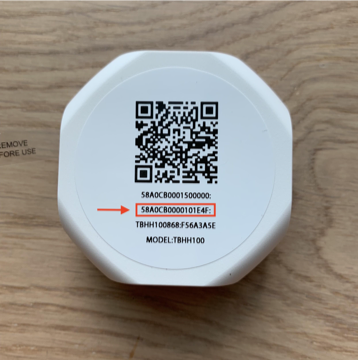 EMOVE
FORE USE
58A0CB0001500000:
58A0CB0000101E4F:
TBHH100868:F56A3A5E
MODEL:TBHH100